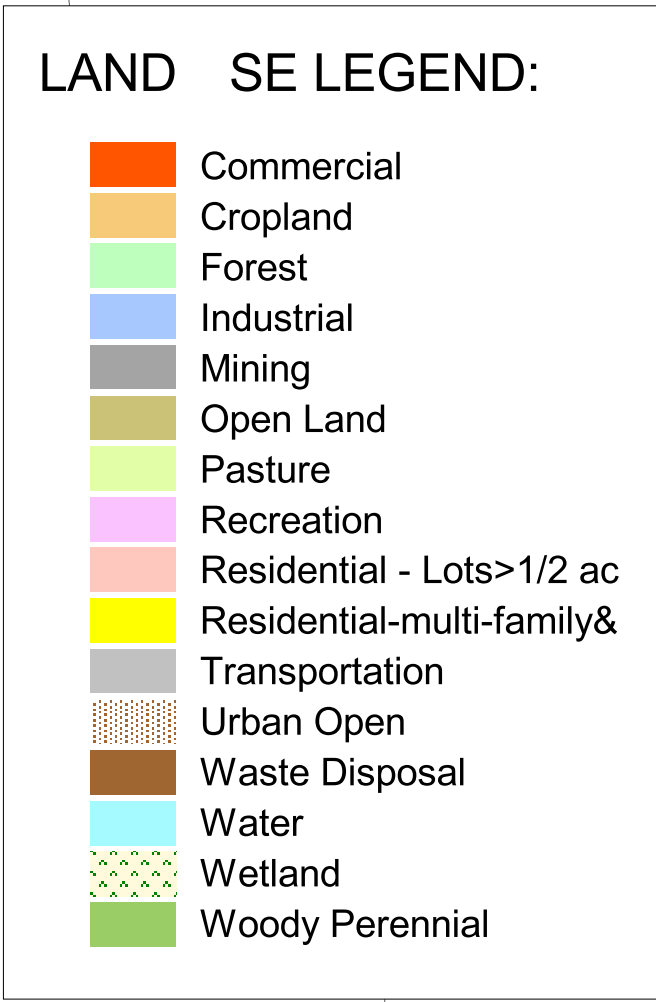 LAND SE LEGEND:
Commercial
Cropland
Forest
Industrial
Mining
Open Land
Pasture
Recreation
Residential - Lots>1/2 ac
Residential-multi-family&
Transportation
Urban Open
Waste Disposal
Water
Wetland
Woody Perennial